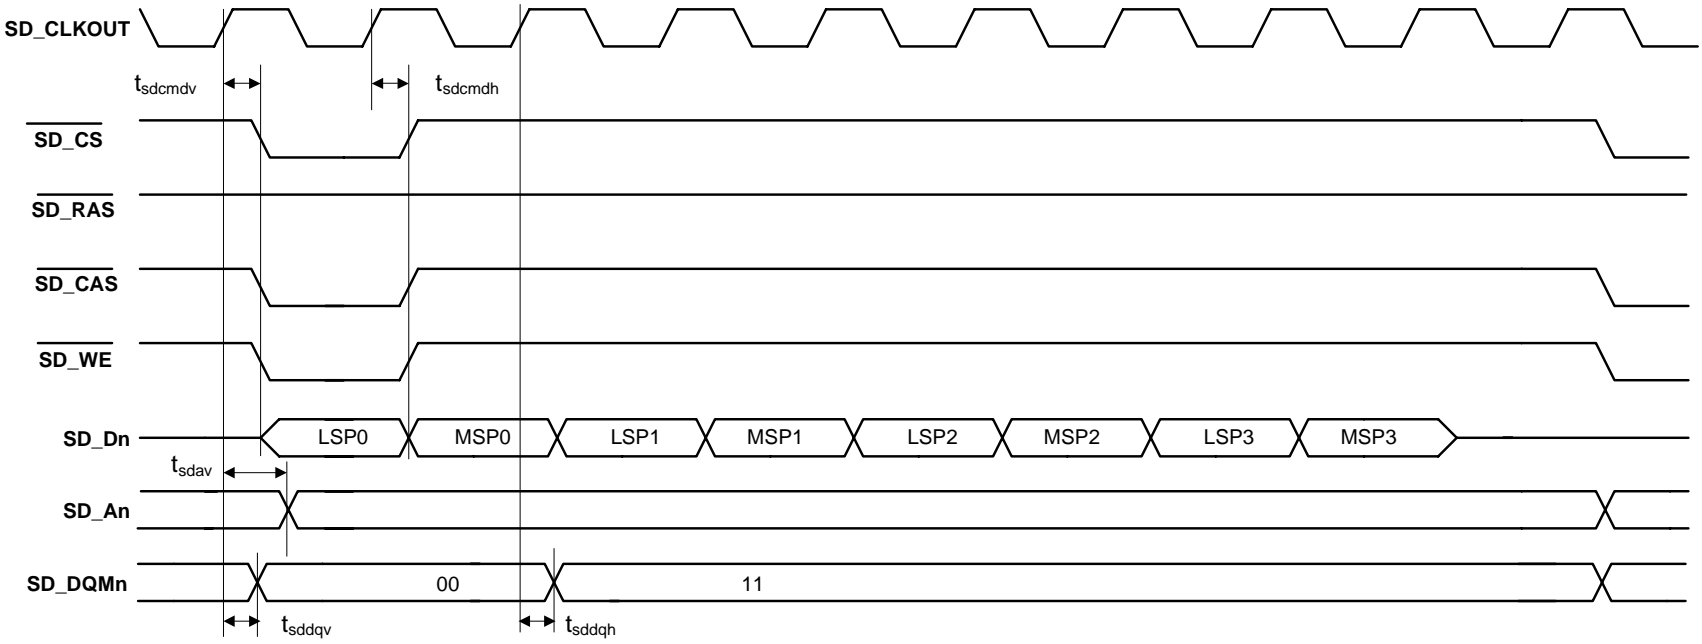 SD_CLKOUT
tsdcmdv
tsdcmdh
SD_CS
SD_RAS
SD_CAS
SD_WE
SD_Dn LSP0 MSP0 LSP1 MSP1 LSP2 MSP2 LSP3 MSP3
tsdav
SD_An
SD_DQMn 00 11
tsddqv
tsddqh